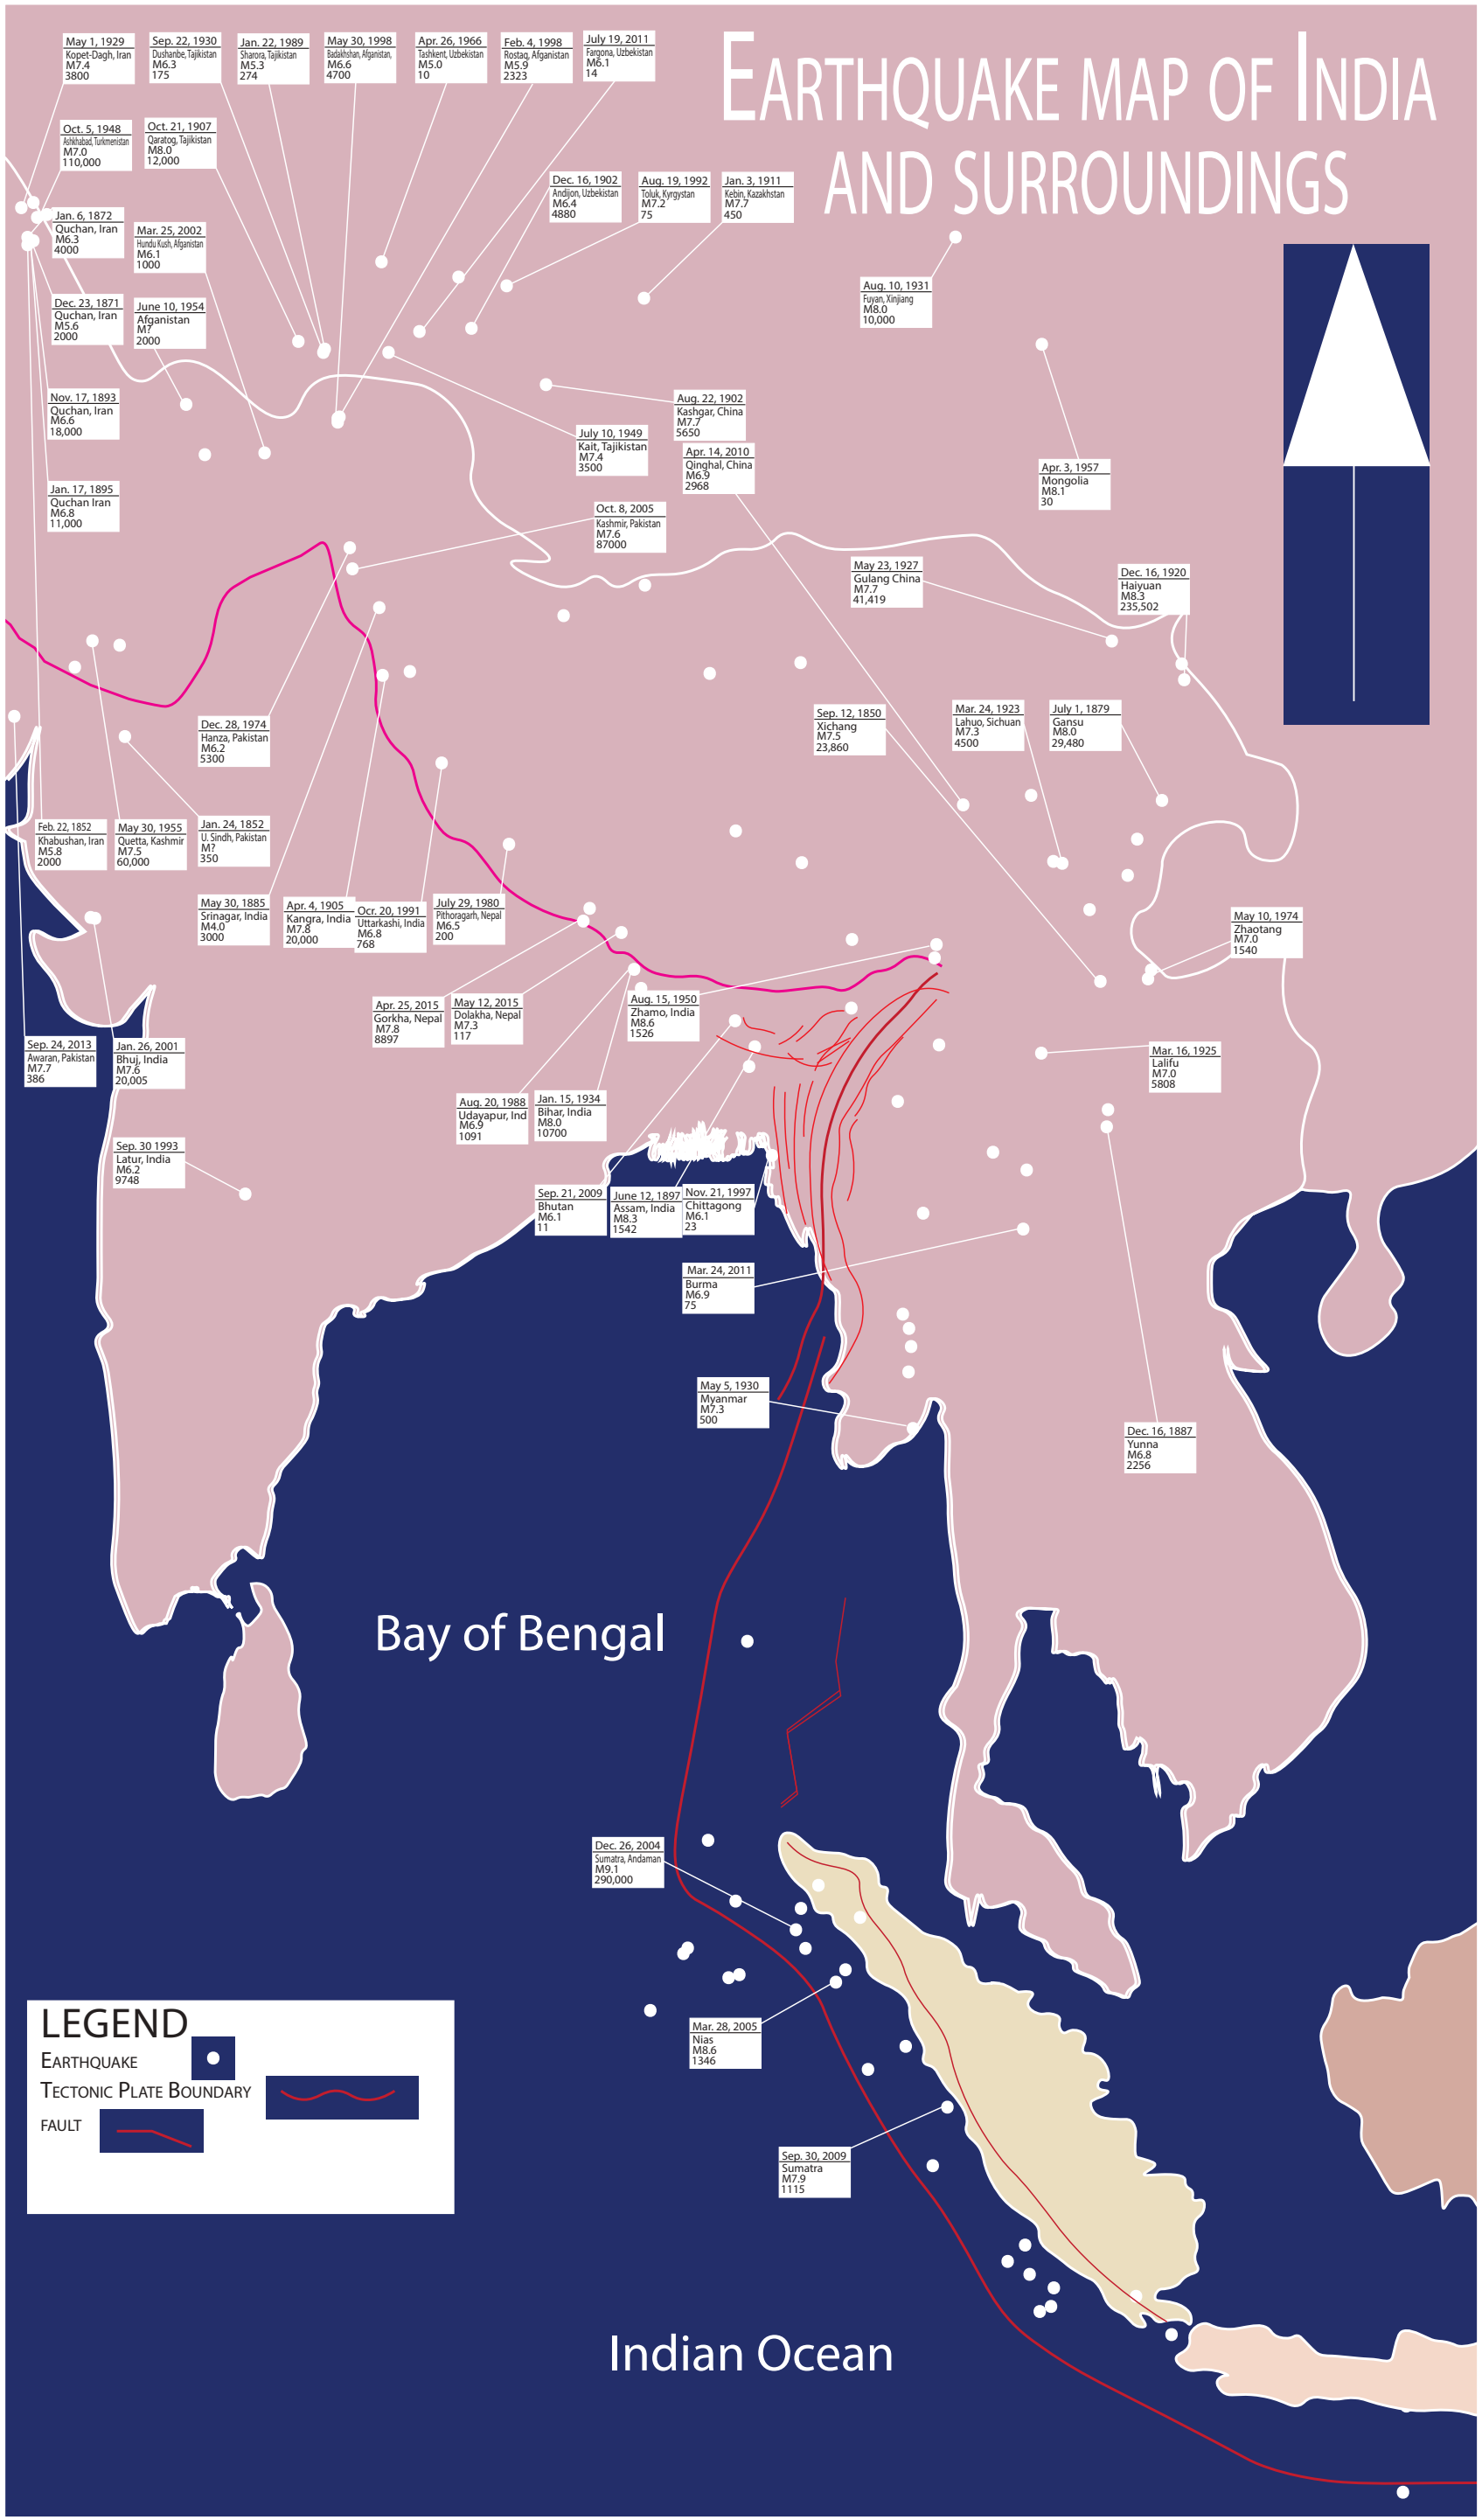 EARTHQUAKE MAP OF INDIA
AND SURROUNDINGS
May 1, 1929
Kopet-Dagh, Iran
M7.4
3800
Sep. 22, 1930
Dushanbe, Tajikistan
M6.3
175
Jan. 22, 1989
Sharora, Tajikistan
M5.3
274
May 30, 1998
Badakhshan, Afganistan,
M6.6
4700
Apr. 26, 1966
Tashkent, Uzbekistan
M5.0
10
Feb. 4, 1998
Rostaq, Afganistan
M5.9
2323
July 19, 2011
Fargona, Uzbekistan
M6.1
14
Oct. 5, 1948
Ashkhabad, Turkmenistan
M7.0
110,000
Oct. 21, 1907
Qaratog, Tajikistan
M8.0
12,000
Dec. 16, 1902
Andijon, Uzbekistan
M6.4
4880
Aug. 19, 1992
Toluk, Kyrgystan
M7.2
75
Jan. 3, 1911
Kebin, Kazakhstan
M7.7
450
Jan. 6, 1872
Quchan, Iran
M6.3
4000
Mar. 25, 2002
Hundu Kush, Afganistan
M6.1
1000
Aug. 10, 1931
Fuyan, Xinjiang
M8.0
10,000
Dec. 23, 1871
Quchan, Iran
M5.6
2000
June 10, 1954
Afganistan
M?
2000
Nov. 17, 1893
Quchan, Iran
M6.6
18,000
Aug. 22, 1902
Kashgar, China
M7.7
5650
July 10, 1949
Kait, Tajikistan
M7.4
3500
Apr. 14, 2010
Qinghal, China
M6.9
2968
Apr. 3, 1957
Mongolia
M8.1
30
Jan. 17, 1895
Quchan Iran
M6.8
11,000
Oct. 8, 2005
Kashmir, Pakistan
M7.6
87000
May 23, 1927
Gulang China
M7.7
41,419
Dec. 16, 1920
Haiyuan
M8.3
235,502
Dec. 28, 1974
Hanza, Pakistan
M6.2
5300
Sep. 12, 1850
Xichang
M7.5
23,860
Mar. 24, 1923
Lahuo, Sichuan
M7.3
4500
July 1, 1879
Gansu
M8.0
29,480
Feb. 22, 1852
Khabushan, Iran
M5.8
2000
May 30, 1955
Quetta, Kashmir
M7.5
60,000
Jan. 24, 1852
U. Sindh, Pakistan
M?
350
May 30, 1885
Srinagar, India
M4.0
3000
Apr. 4, 1905
Kangra, India
M7.8
20,000
Ocr. 20, 1991
Uttarkashi, India
M6.8
768
July 29, 1980
Pithoragarh, Nepal
M6.5
200
May 10, 1974
Zhaotang
M7.0
1540
Apr. 25, 2015
Gorkha, Nepal
M7.8
8897
May 12, 2015
Dolakha, Nepal
M7.3
117
Aug. 15, 1950
Zhamo, India
M8.6
1526
Sep. 24, 2013
Awaran, Pakistan
M7.7
386
Jan. 26, 2001
Bhuj, India
M7.6
20,005
Mar. 16, 1925
Lalifu
M7.0
5808
Aug. 20, 1988
Udayapur, Ind
M6.9
1091
Jan. 15, 1934
Bihar, India
M8.0
10700
Sep. 30 1993
Latur, India
M6.2
9748
Sep. 21, 2009
Bhutan
M6.1
11
June 12, 1897
Assam, India
M8.3
1542
Nov. 21, 1997
Chittagong
M6.1
23
Mar. 24, 2011
Burma
M6.9
75
May 5, 1930
Myanmar
M7.3
500
Dec. 16, 1887
Yunna
M6.8
2256
Bay of Bengal
Dec. 26, 2004
Sumatra, Andaman
M9.1
290,000
Mar. 28, 2005
Nias
M8.6
1346
LEGEND
EARTHQUAKE
TECTONIC PLATE BOUNDARY
FAULT
Sep. 30, 2009
Sumatra
M7.9
1115
Indian Ocean